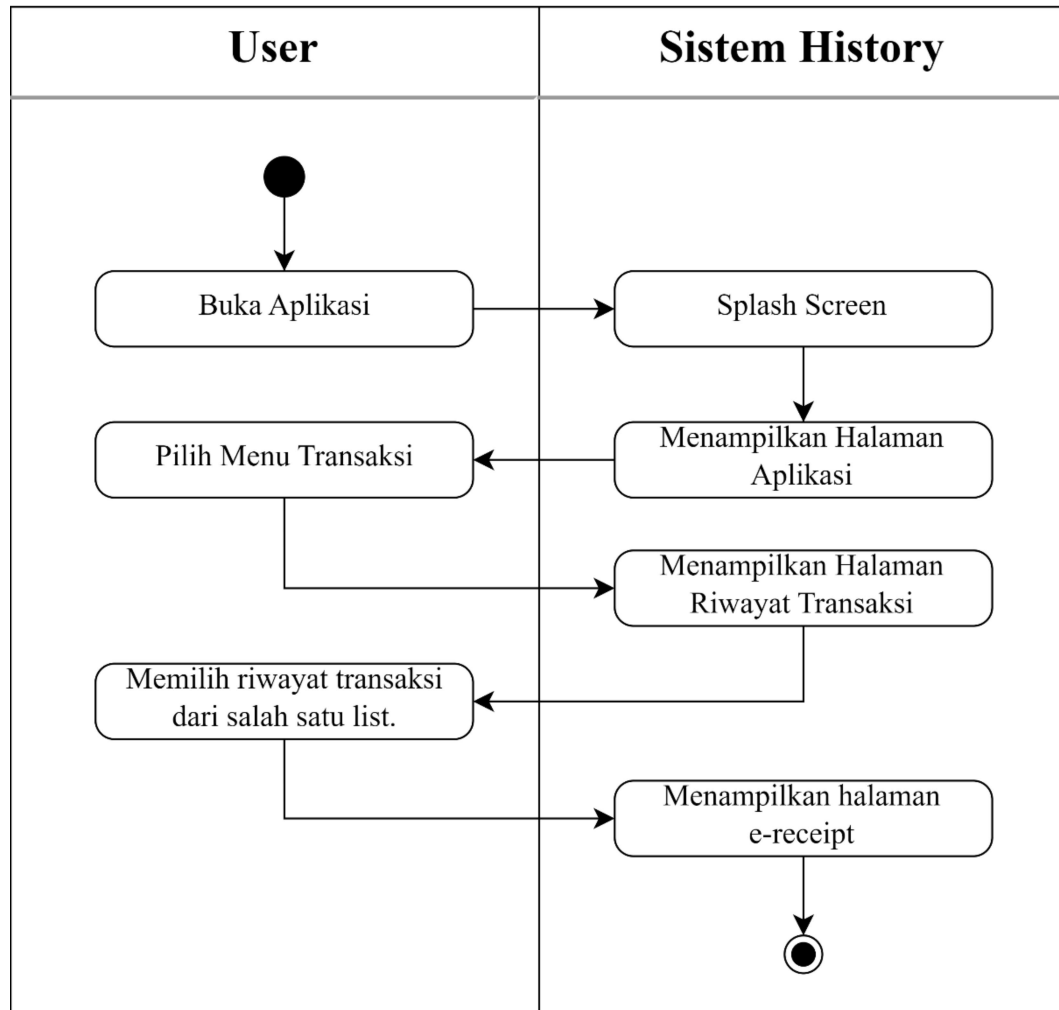 User
Sistem History
Buka Aplikasi
Splash Screen
Menampilkan Halaman
Aplikasi
Pilih Menu Transaksi
Menampilkan Halaman
Riwayat Transaksi
Memilih riwayat transaksi
dari salah satu list.
Menampilkan halaman
e-receipt